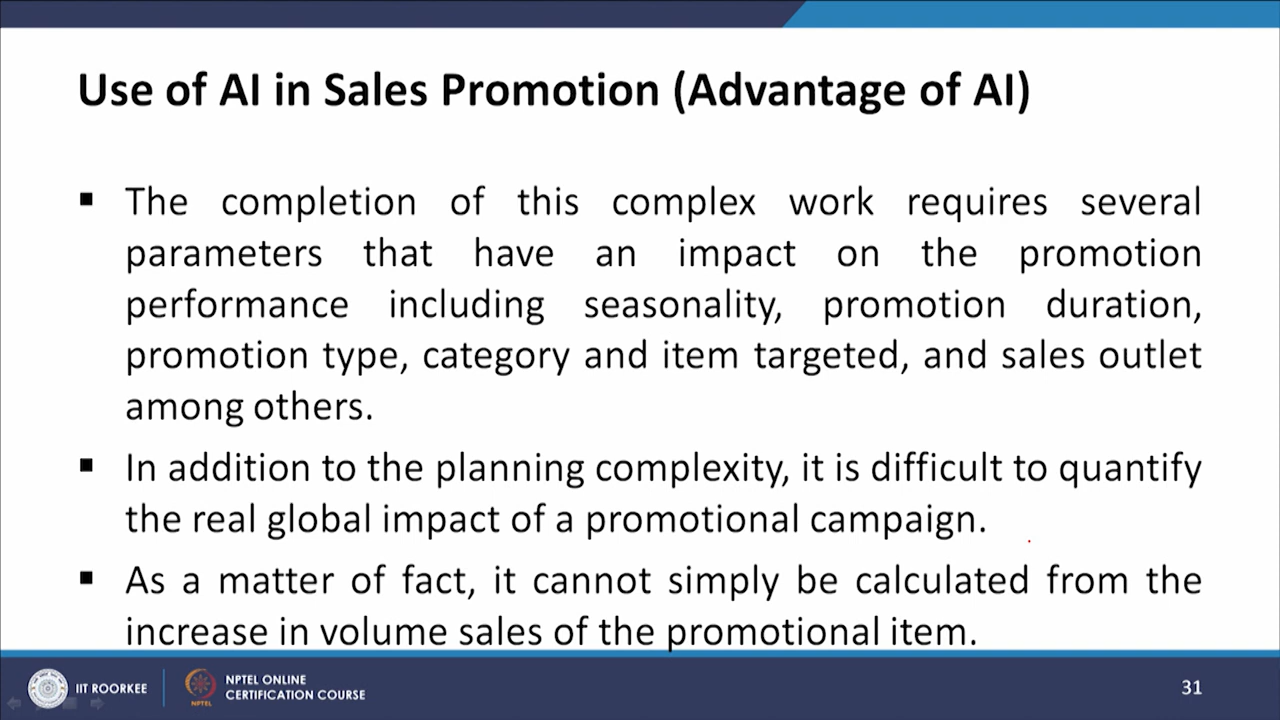 Use of AI in Sales Promotion (Advantage of AI)
▪ The completion of this complex work requires several
parameters that have an impact on the promotion
performance including seasonality, promotion duration,
promotion type, category and item targeted, and sales outlet
among others.
▪ In addition to the planning complexity, it is difficult to quantify
the real global impact of a promotional campaign.
▪ As a matter of fact, it cannot simply be calculated from the
increase in volume sales of the promotional item.
IIT ROORKEE
NPTEL
NPTEL ONLINE
CERTIFICATION COURSE
31